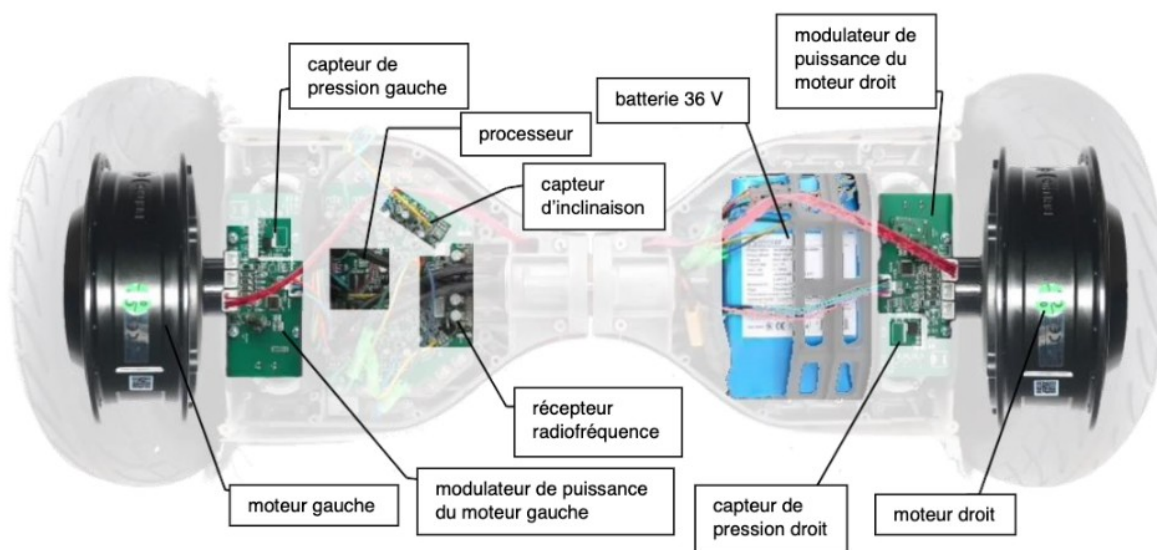 capteur de
pression gauche
processeur
capteur
d’inclinaison
batterie 36 V
modulateur de
puissance du
moteur droit
moteur gauche
modulateur de puissance
du moteur gauche
récepteur
radiofréquence
capteur de
pression droit
moteur droit